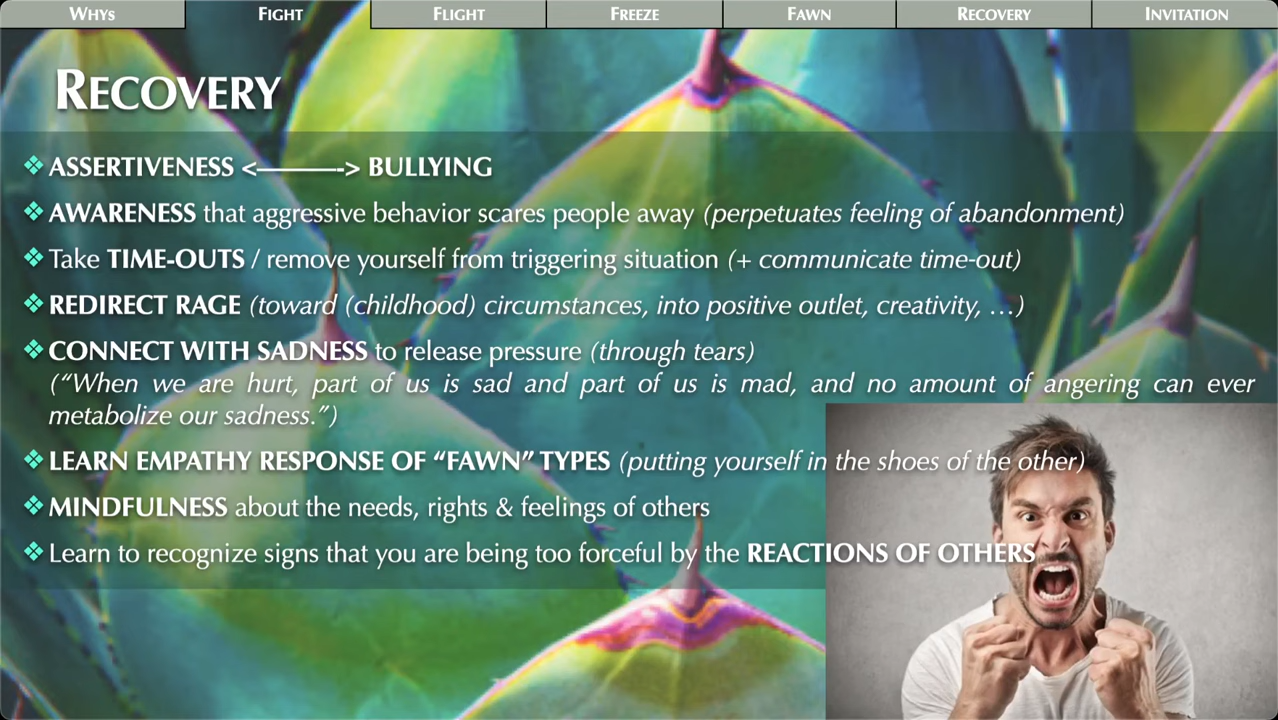 Whys
Fight
Flight
Freeze
Fawn
Recovery
Invitation
Recovery
❖ ASSERTIVENESS <————-> BULLYING
❖ AWARENESS that aggressive behavior scares people away (perpetuates feeling of abandonment)
❖ Take TIME-OUTS / remove yourself from triggering situation (+ communicate time-out)
❖ REDIRECT RAGE (toward (childhood) circumstances, into positive outlet, creativity, …)
❖ CONNECT WITH SADNESS to release pressure (through tears)
(“When we are hurt, part of us is sad and part of us is mad, and no amount of angering can ever
metabolize our sadness.”)
❖ LEARN EMPATHY RESPONSE OF “FAWN” TYPES (putting yourself in the shoes of the other)
❖ MINDFULNESS about the needs, rights & feelings of others
❖ Learn to recognize signs that you are being too forceful by the REACTIONS OF OTHERS